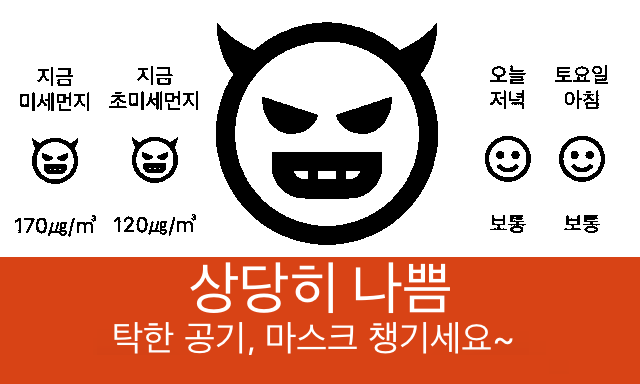 지금
미세먼지
170㎍/㎥
지금
초미세먼지
120㎍/㎥
오늘
저녁
보통
토요일
아침
보통
상당히 나쁨
탁한 공기, 마스크 챙기세요~